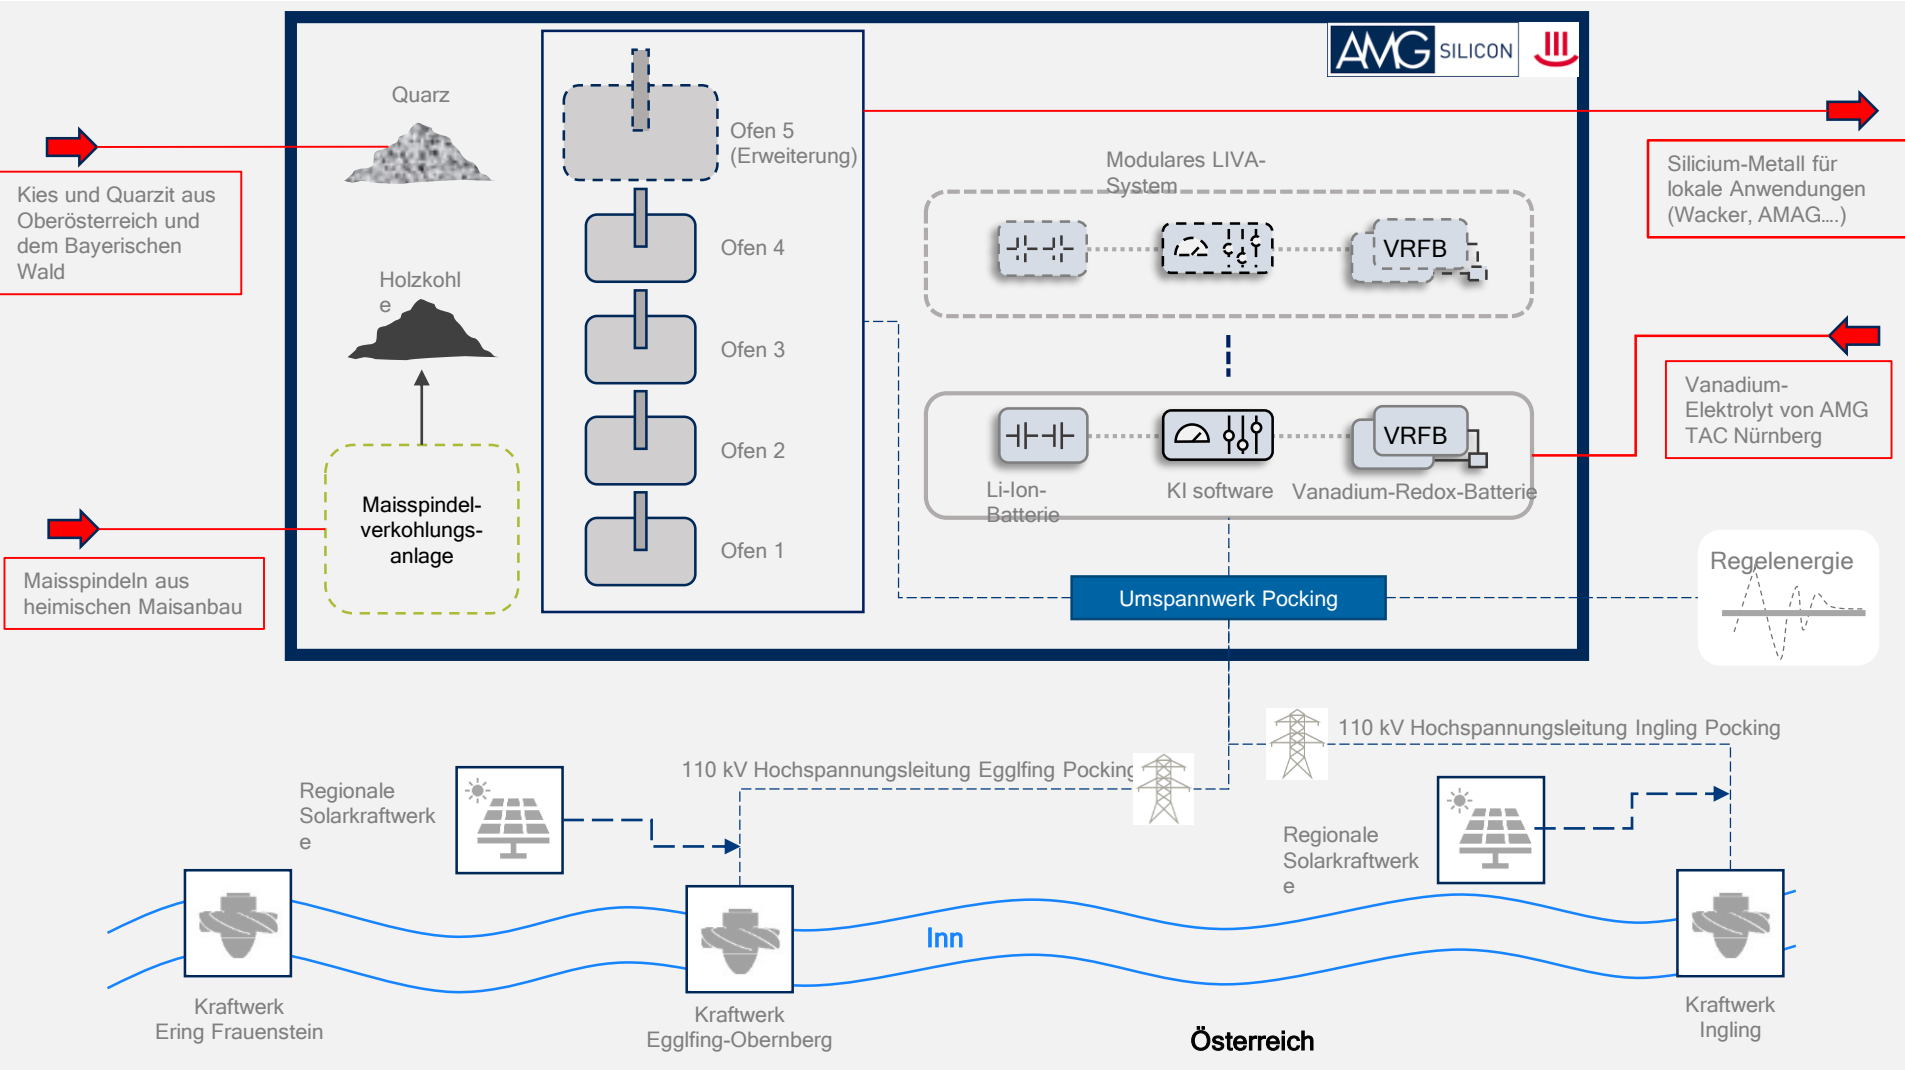 AMG SILICON
Quarz
Ofen 5
(Erweiterung)
Kies und Quarzit aus
Oberösterreich und
dem Bayerischen
Wald
Modulares LIVA-
System
Silicium-Metall für
lokale Anwendungen
(Wacker, AMAG....)
Ofen 4
VRFB
Holzkohl
e
Ofen 3
Vanadium-
Elektrolyt von AMG
TAC Nürnberg
VRFB
Ofen 2
Li-Ion-
Batterie
KI software
Vanadium-Redox-Batterie
Maisspindel-
verkohlungs-
anlage
Ofen 1
Maisspindeln aus
heimischen Maisanbau
Regelenergie
Umspannwerk Pocking
110 kV Hochspannungsleitung Ingling Pocking
110 kV Hochspannungsleitung Egglfing Pocking
Regionale
Solarkraftwerk
e
Regionale
Solarkraftwerk
e
Inn
Kraftwerk
Ering Frauenstein
Kraftwerk
Egglfing-Obernberg
Kraftwerk
Ingling
Österreich